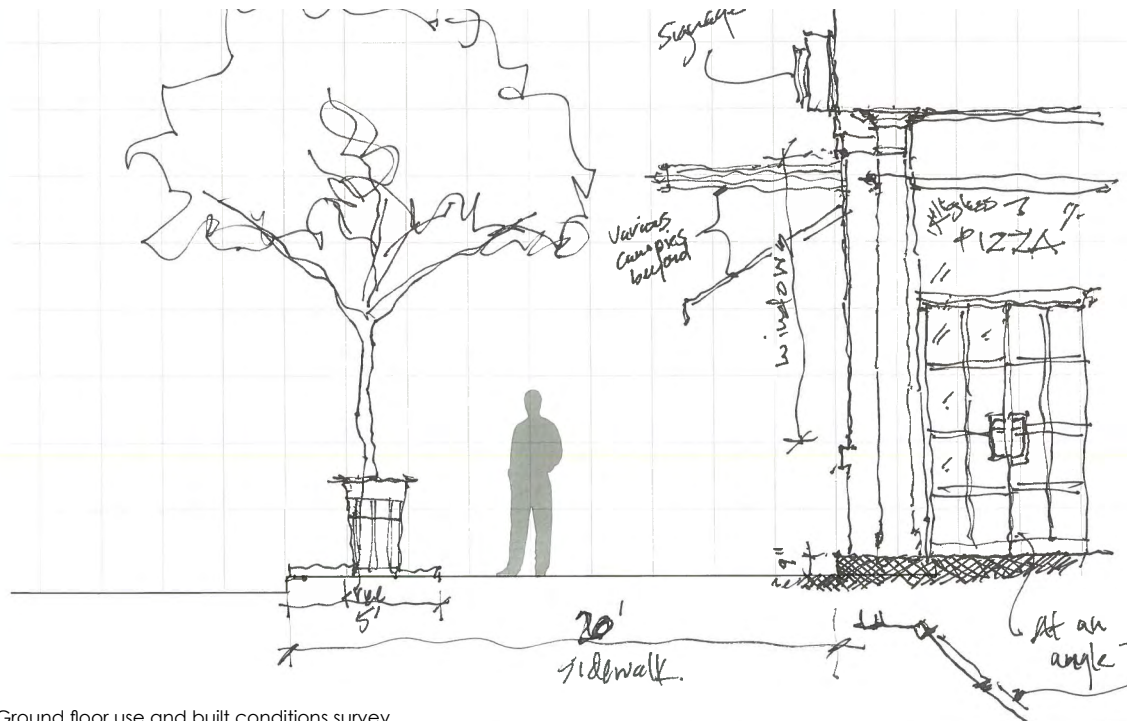 Signage
Various
canopies
beyond
windows
PIZZA
9"
5'
20'
sidewalk.
At an
angle
Ground floor use and built conditions survey